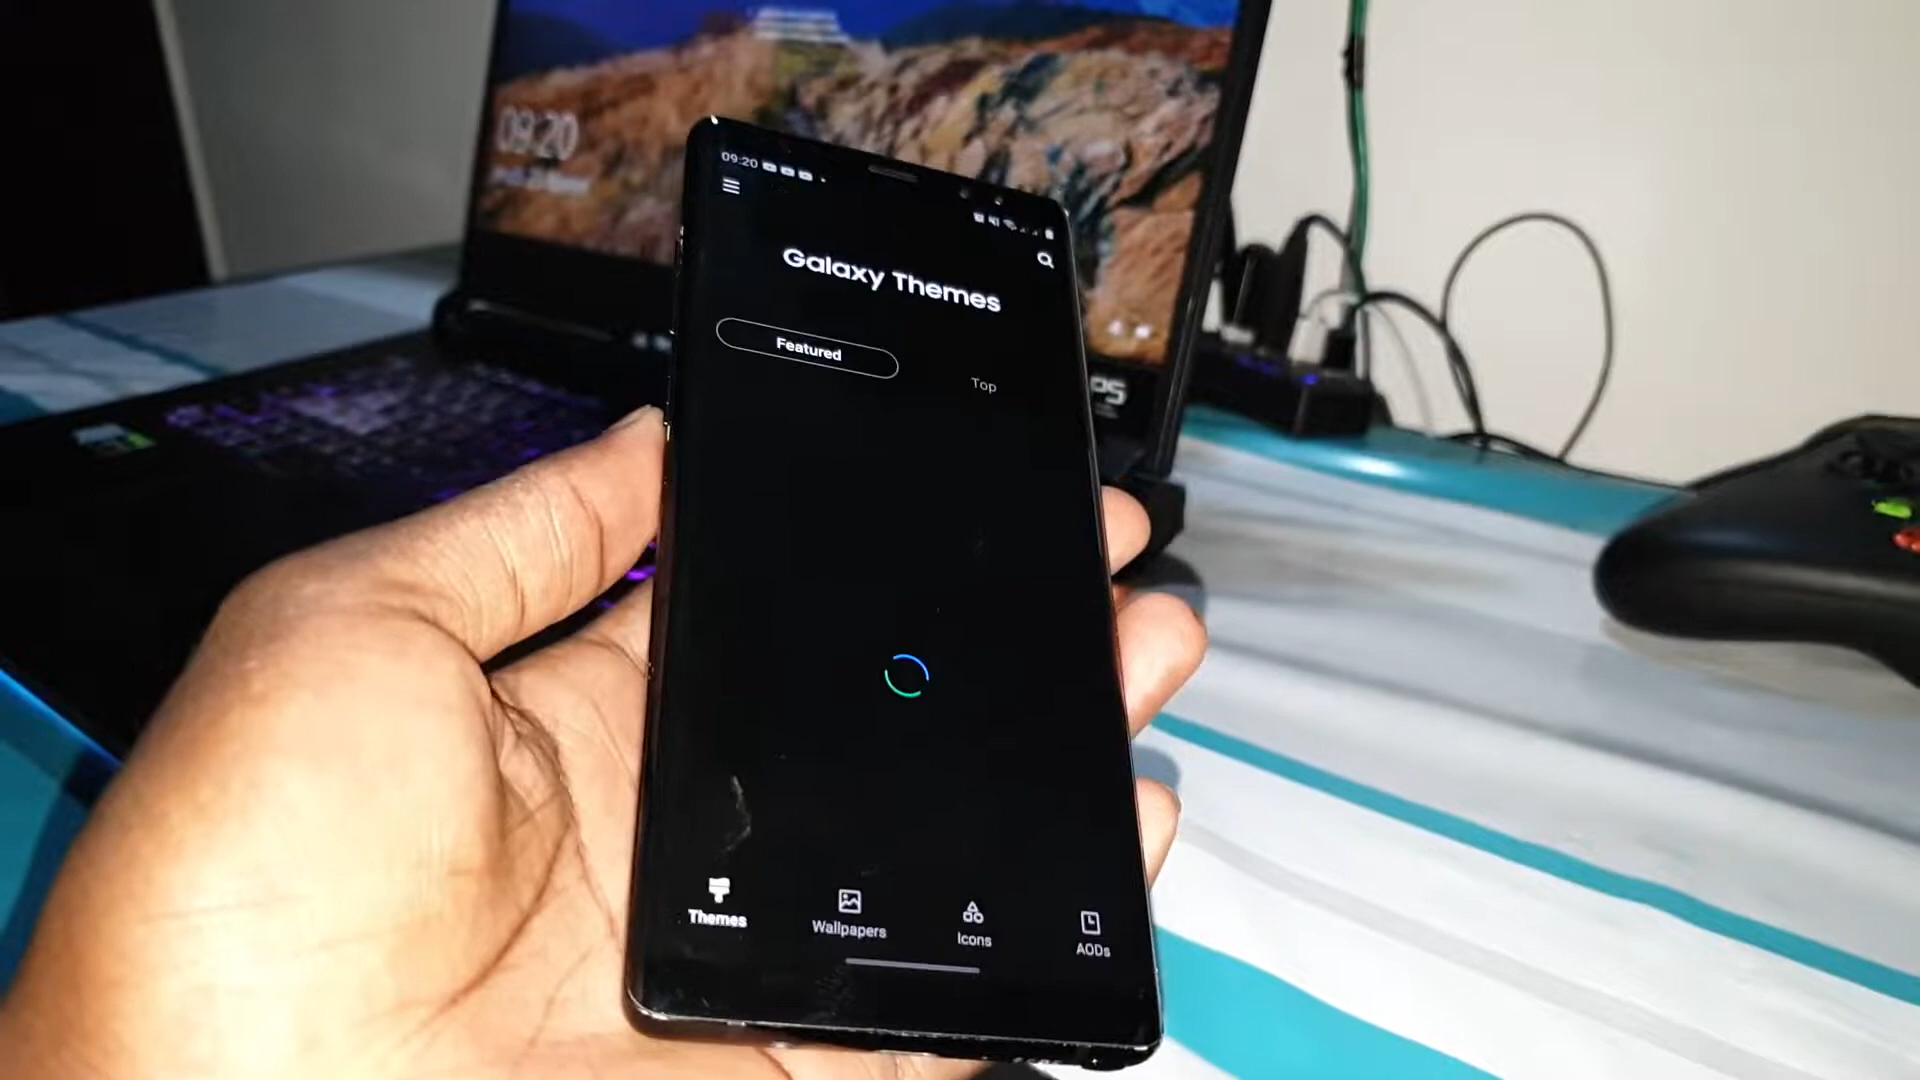 09:20
09:20
Galaxy Themes
Featured
Top
Themes
Wallpapers
Icons
AODs